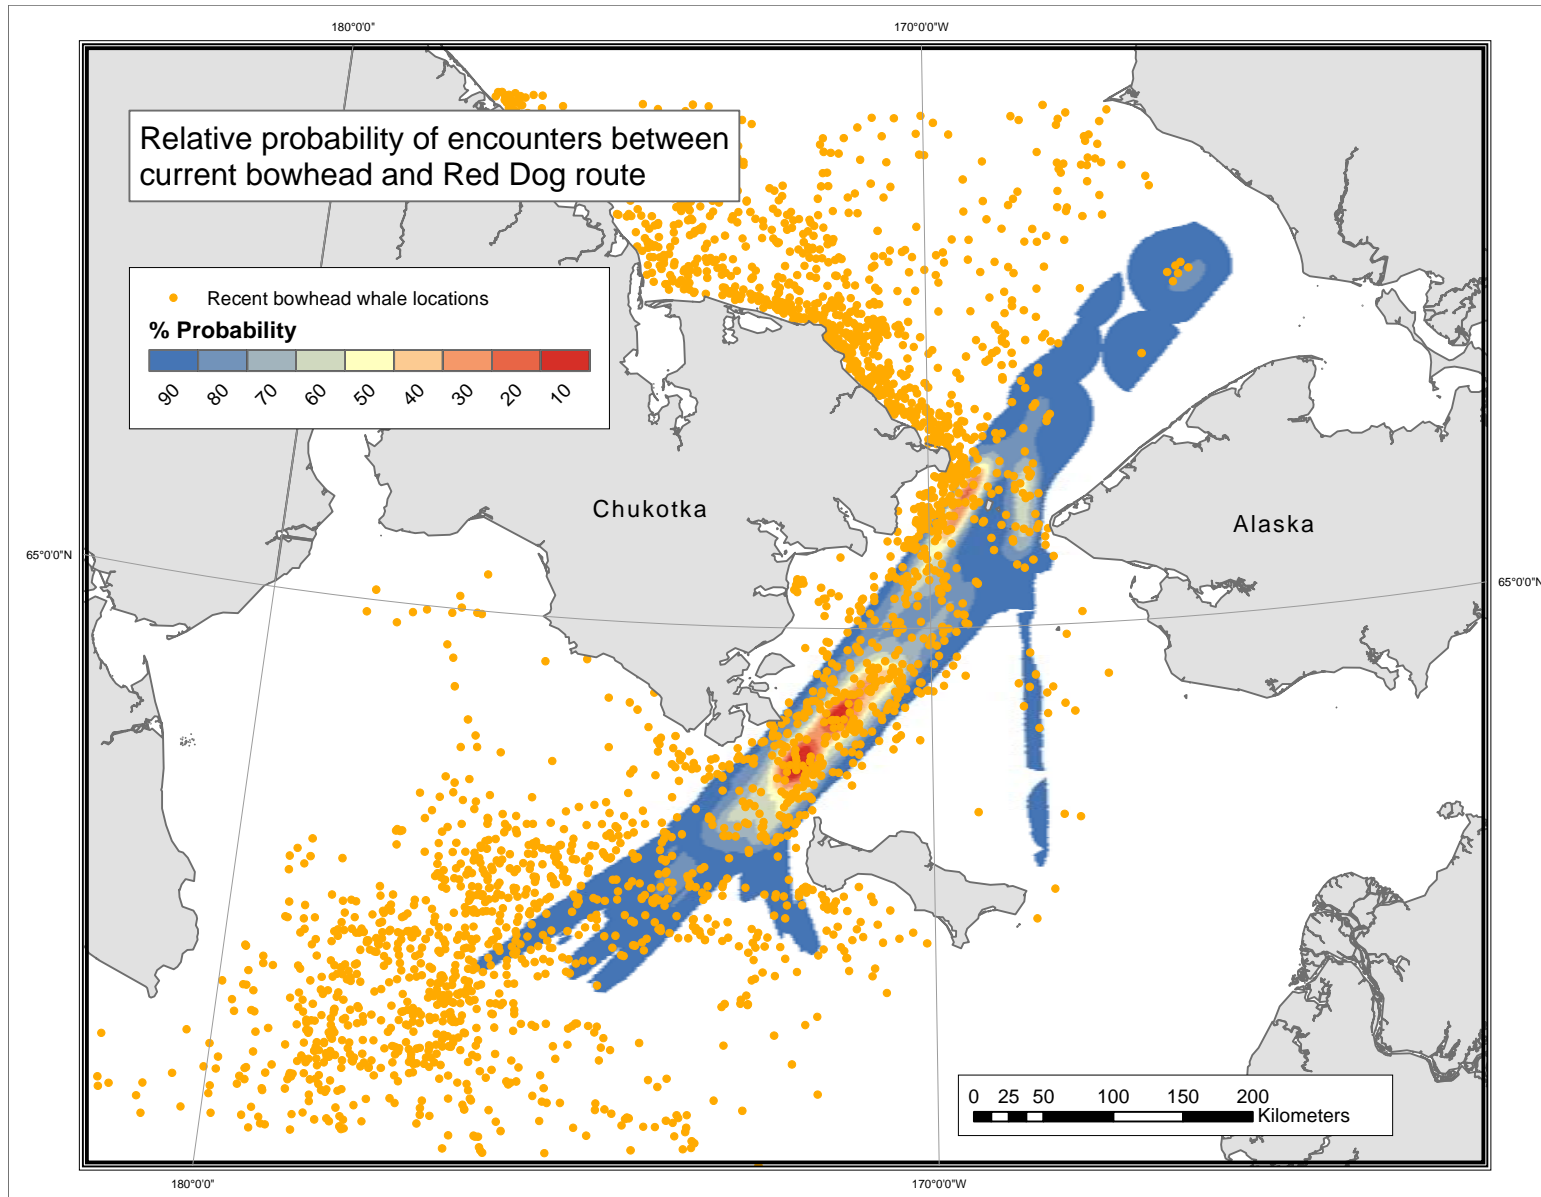 180°0'0"
170°0'0"W
Relative probability of encounters between
current bowhead and Red Dog route
Recent bowhead whale locations
% Probability
90 80 70 60 50 40 30 20 10
Chukotka
Alaska
65°0'0"N
65°0'0"N
0 25 50 100 150 200
Kilometers
180°0'0"
170°0'0"W